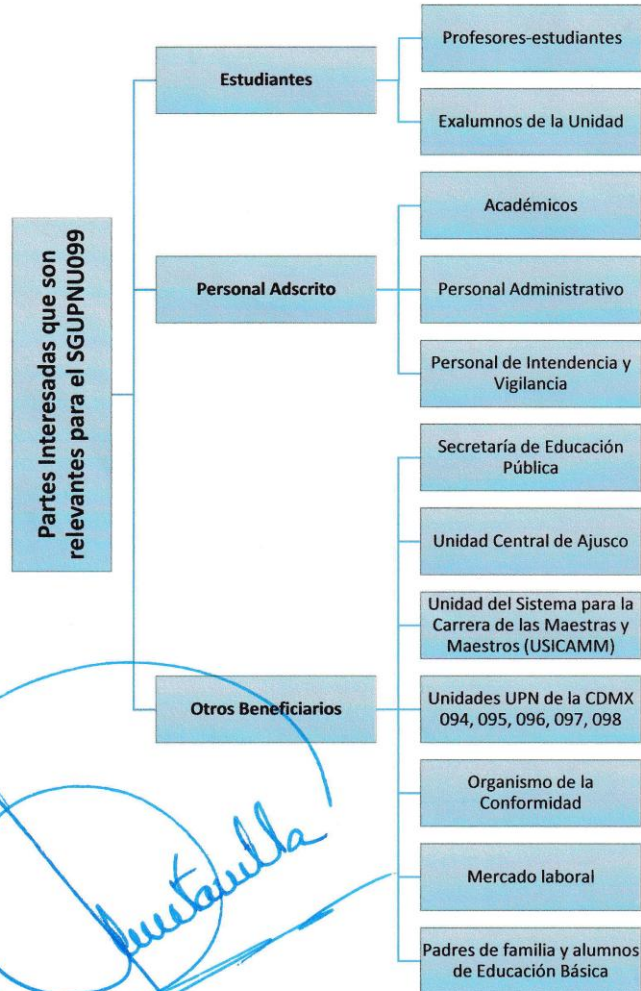 Partes Interesadas que son
relevantes para el SGUPNU099
Estudiantes
Profesores-estudiantes
Exalumnos de la Unidad
Personal Adscrito
Académicos
Personal Administrativo
Personal de Intendencia y
Vigilancia
Otros Beneficiarios
Secretaría de Educación
Pública
Unidad Central de Ajusco
Unidad del Sistema para la
Carrera de las Maestras y
Maestros (USICAMM)
Unidades UPN de la CDMX
094, 095, 096, 097, 098
Organismo de la
Conformidad
Mercado laboral
Padres de familia y alumnos
de Educación Básica